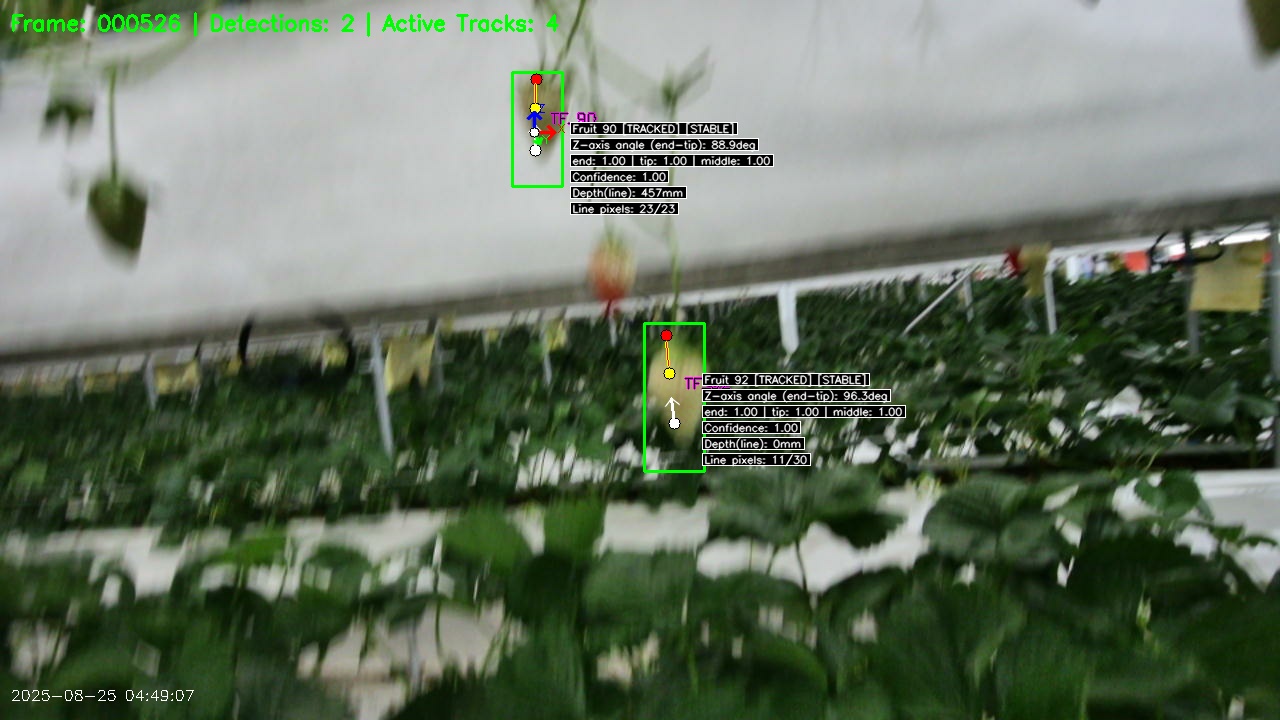 Frame: 000526 | Detections: 2 | Active Tracks: 4
TF_90
Fruit 90 [TRACKED] [STABLE]
Z-axis angle (end-tip): 88.9deg
end: 1.00 | tip: 1.00 | middle: 1.00
Confidence: 1.00
Depth(line): 457mm
Line pixels: 23/23
TF
Fruit 92 [TRACKED] [STABLE]
Z-axis angle (end-tip): 96.3deg
end: 1.00 | tip: 1.00 | middle: 1.00
Confidence: 1.00
Depth(line): 0mm
Line pixels: 11/30
2025-08-25 04:49:07